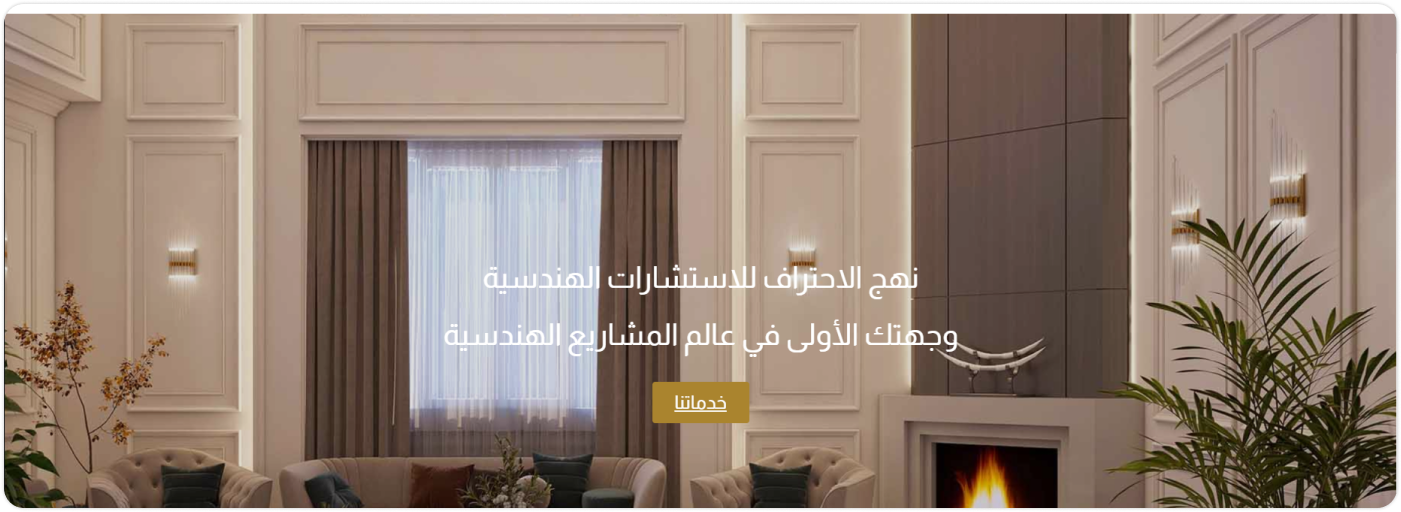 نهج الاحتراف للاستشارات الهندسية
وجهتك الأولى في عالم المشاريع الهندسية
خدماتنا